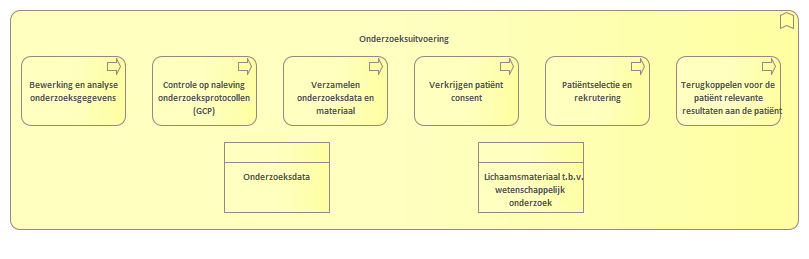 Onderzoeksuitvoering
Bewerking en analyse
onderzoeksgegevens
Controle op naleving
onderzoeksprotocollen
(GCP)
Verzamelen
onderzoeksdata en
materiaal
Verkrijgen patiënt
consent
Patiëntselectie en
rekrutering
Terugkoppelen voor de
patiënt relevante
resultaten aan de patiënt
Onderzoeksdata
Lichaamsmateriaal t.b.v.
wetenschappelijk
onderzoek